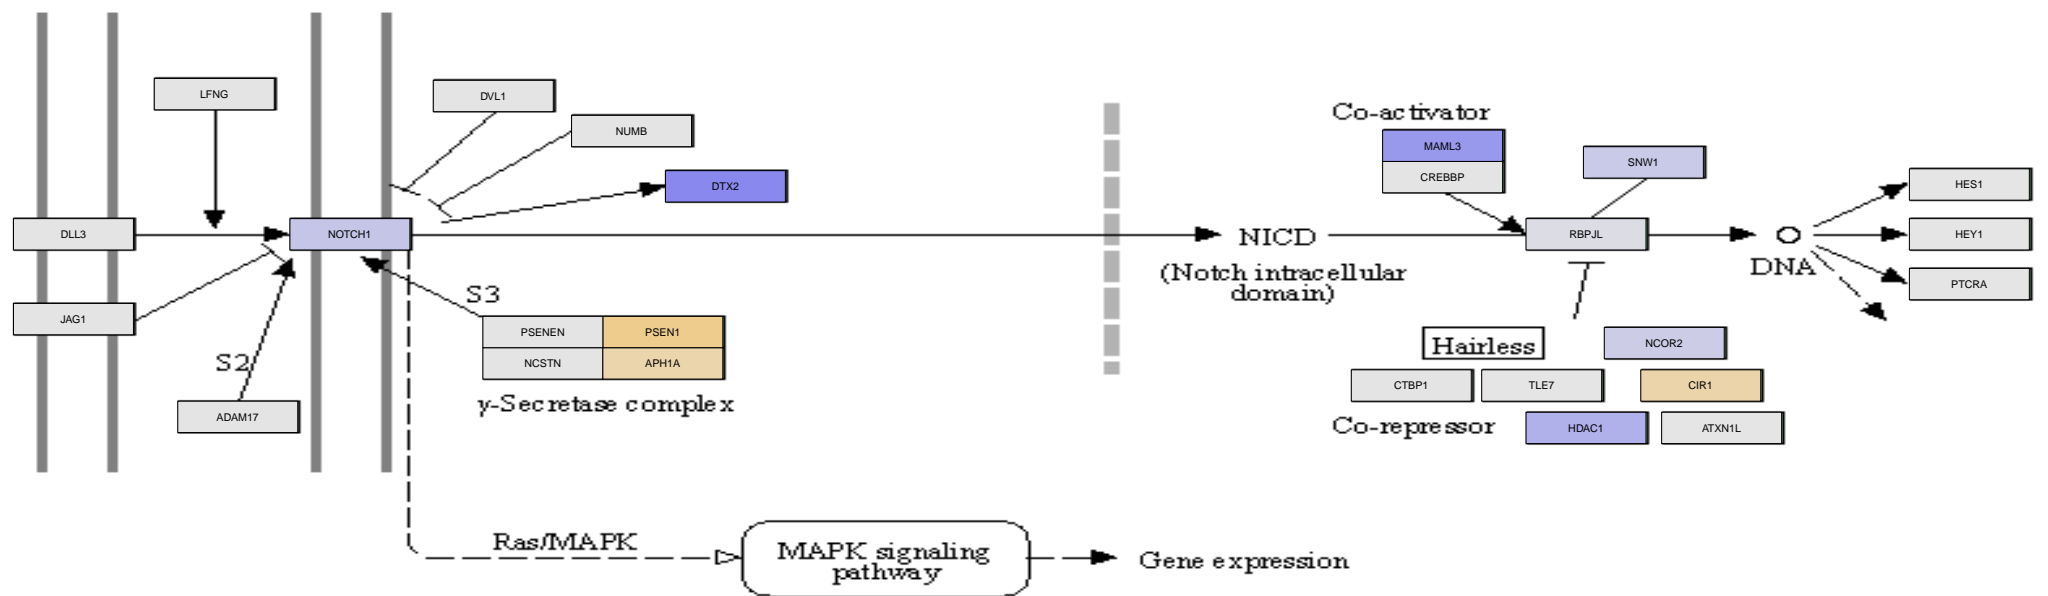 LFNG
DVL1
NUMB
DTX2
DLL3
NOTCH1
JAG1
S2
S3
ADAM17
PSENEN
PSEN1
NCSTN
APH1A
γ-Secretase complex
NICD
(Notch intracellular
domain)
Co-activator
MAML3
CREBBP
SNW1
RBPJL
DNA
HES1
HEY1
PTCRA
Hairless
NCOR2
CTBP1
TLE7
CIR1
Co-repressor
HDAC1
ATXN1L
Ras/MAPK
MAPK signaling
pathway
Gene expression